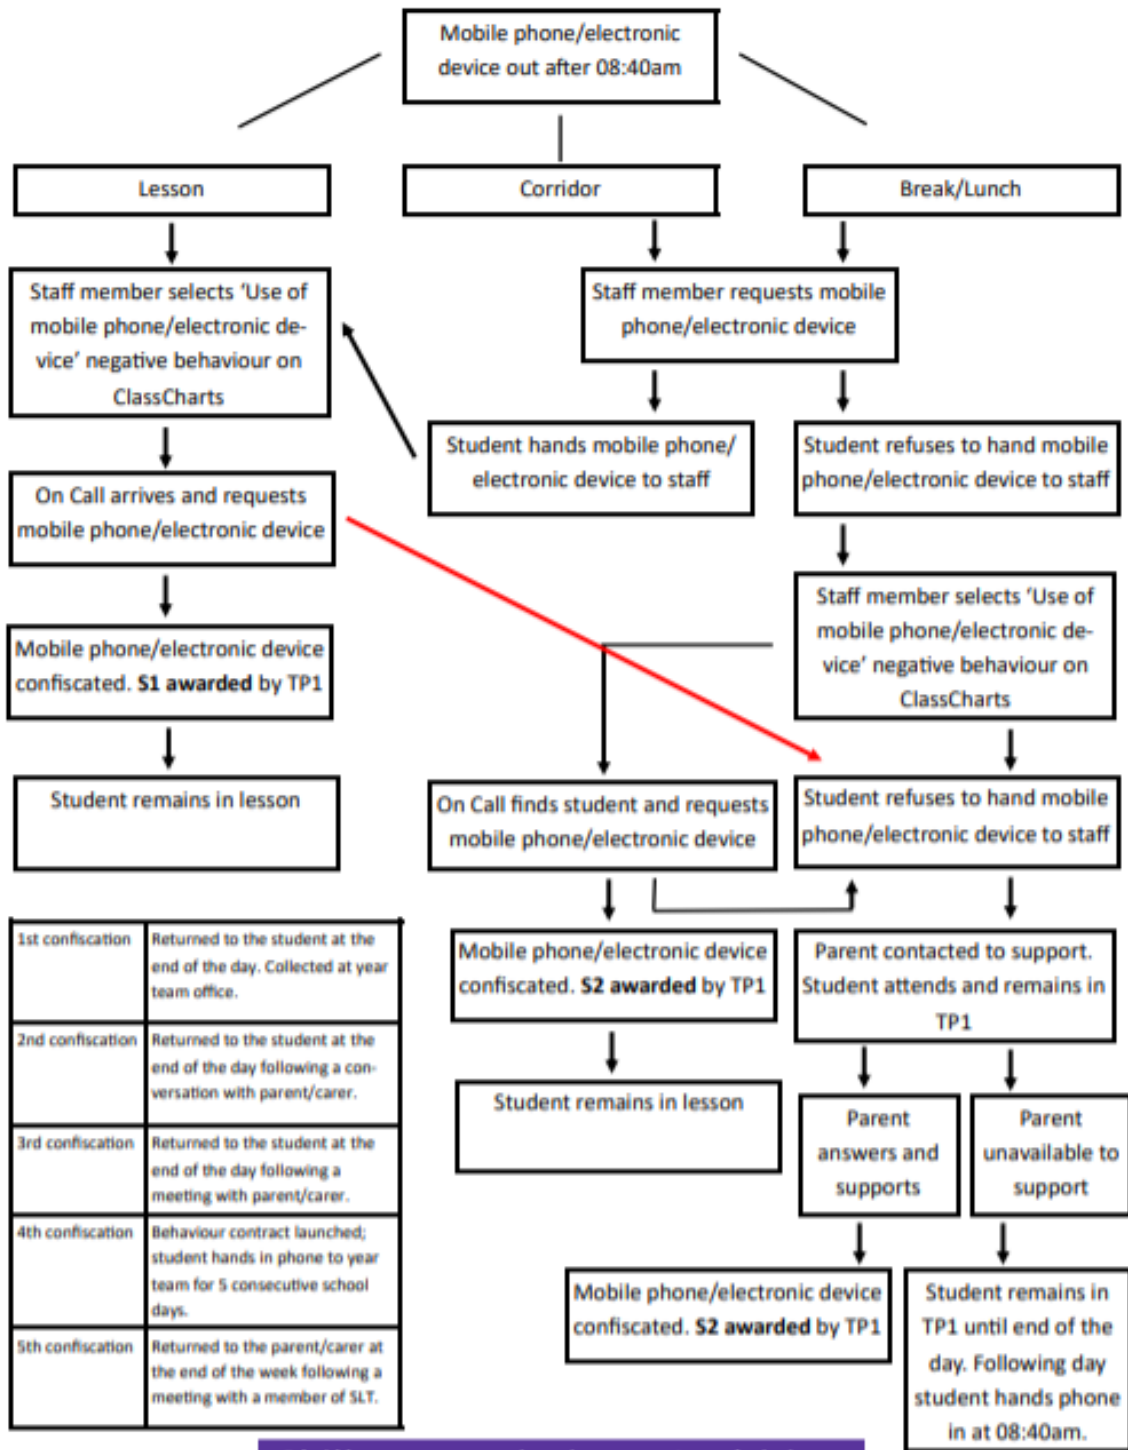 Mobile phone/electronic
device out after 08:40am
Lesson
Corridor
Break/Lunch
Staff member selects ‘Use of
mobile phone/electronic de-
vice’ negative behaviour on
ClassCharts
Staff member requests mobile
phone/electronic device
Student hands mobile phone/
electronic device to staff
Student refuses to hand mobile
phone/electronic device to staff
On Call arrives and requests
mobile phone/electronic device
Staff member selects ‘Use of
mobile phone/electronic de-
vice’ negative behaviour on
ClassCharts
Mobile phone/electronic device
confiscated. S1 awarded by TP1
Student remains in lesson
On Call finds student and requests
mobile phone/electronic device
Student refuses to hand mobile
phone/electronic device to staff
Mobile phone/electronic device
confiscated. S2 awarded by TP1
Parent contacted to support.
Student attends and remains in
TP1
Student remains in lesson
Parent
answers and
supports
Parent
unavailable to
support
Mobile phone/electronic device
confiscated. S2 awarded by TP1
Student remains in
TP1 until end of the
day. Following day
student hands phone
in at 08:40am.
1st confiscation
Returned to the student at the
end of the day. Collected at year
team office.
2nd confiscation
Returned to the student at the
end of the day following a con-
versation with parent/carer.
3rd confiscation
Returned to the student at the
end of the day following a
meeting with parent/carer.
4th confiscation
Behaviour contract launched;
student hands in phone to year
team for 5 consecutive school
days.
5th confiscation
Returned to the parent/carer at
the end of the week following a
meeting with a member of SLT.